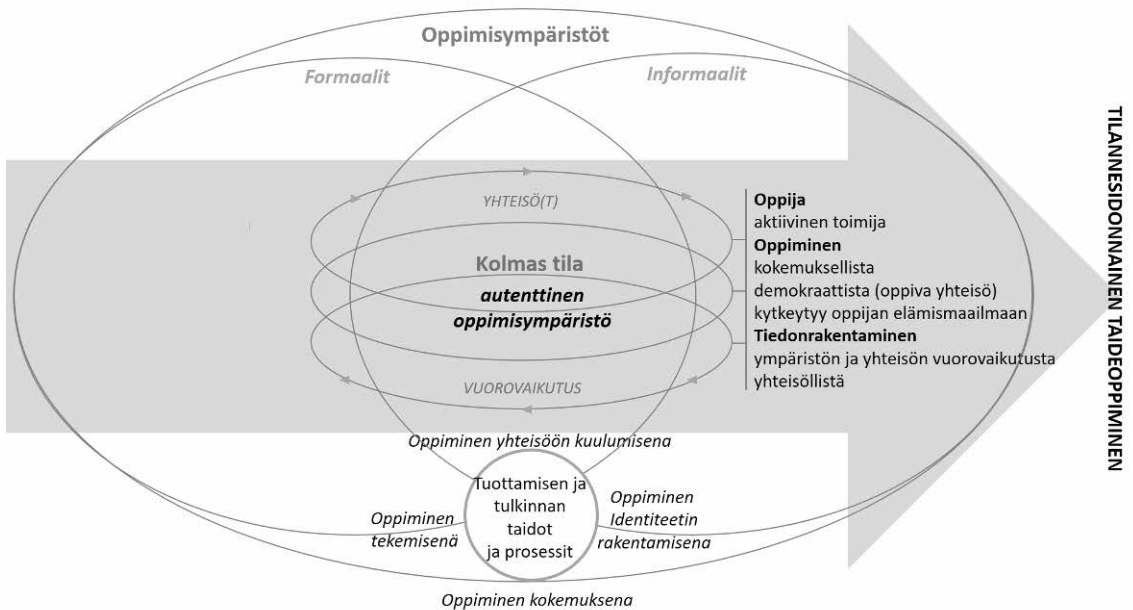 Oppimisympäristöt
Formaalit
Informaalit
YHTEISÖ(T)
Kolmas tila
autenttinen
oppimisympäristö
VUOROVAIKUTUS
Oppija
aktiivinen toimija
Oppiminen
kokemuksellista
demokraattista (oppiva yhteisö)
kytkeytyy oppijan elämismaailmaan
Tiedonrakentaminen
ympäristön ja yhteisön vuorovaikutusta
yhteisöllistä
TILANNESIDONNAINEN TAIDEOPPIMINEN
Oppiminen yhteisöön kuulumisena
Tuottamisen ja
tulkinnan
taidot
ja prosessit
Oppiminen
tekemisenä
Oppiminen
Identiteetin
rakentamisena
Oppiminen kokemuksena